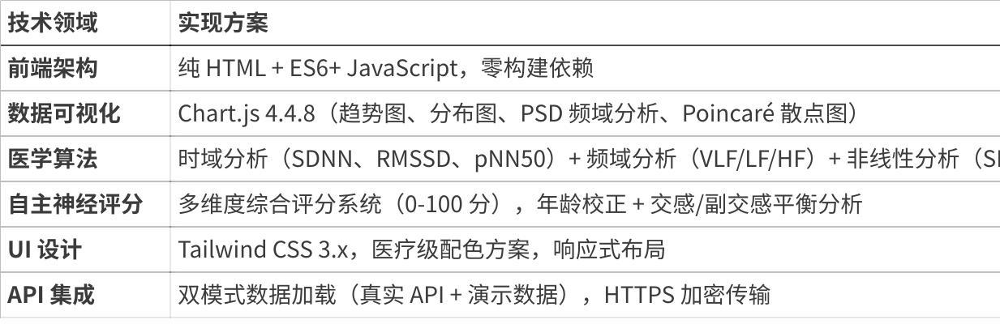 技术领域 实现方案
前端架构 纯 HTML + ES6+ JavaScript，零构建依赖
数据可视化 Chart.js 4.4.8（趋势图、分布图、PSD 频域分析、Poincaré 散点图）
医学算法 时域分析（SDNN、RMSSD、pNN50）+ 频域分析（VLF/LF/HF）+ 非线性分析（
自主神经评分 多维度综合评分系统（0-100 分），年龄校正 + 交感/副交感平衡分析
UI 设计 Tailwind CSS 3.x，医疗级配色方案，响应式布局
API 集成 双模式数据加载（真实 API + 演示数据），HTTPS 加密传输